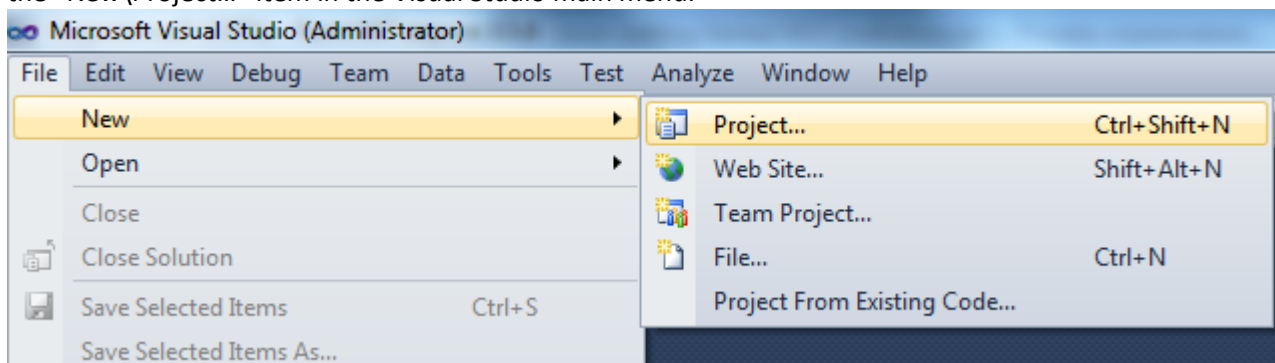 the "New\Project..." item in the Visual Studio main menu.
Microsoft Visual Studio (Administrator)
File Edit View Debug Team Data Tools Test Analyze Window Help
New
Open
Close
Close Solution
Save Selected Items Ctrl+S
Save Selected Items As...
Project... Ctrl+Shift+N
Web Site... Shift+Alt+N
Team Project...
File... Ctrl+N
Project From Existing Code...